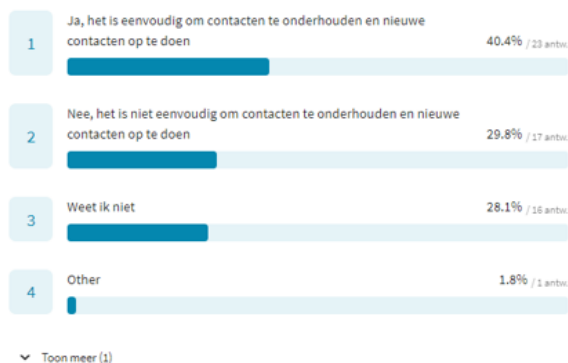 1
Ja, het is eenvoudig om contacten te onderhouden en nieuwe
contacten op te doen
40.4% / 23 antw.
2
Nee, het is niet eenvoudig om contacten te onderhouden en nieuwe
contacten op te doen
29.8% / 17 antw.
3
Weet ik niet
28.1% / 16 antw.
4
Other
1.8% / 1 antw.
Toon meer (1)